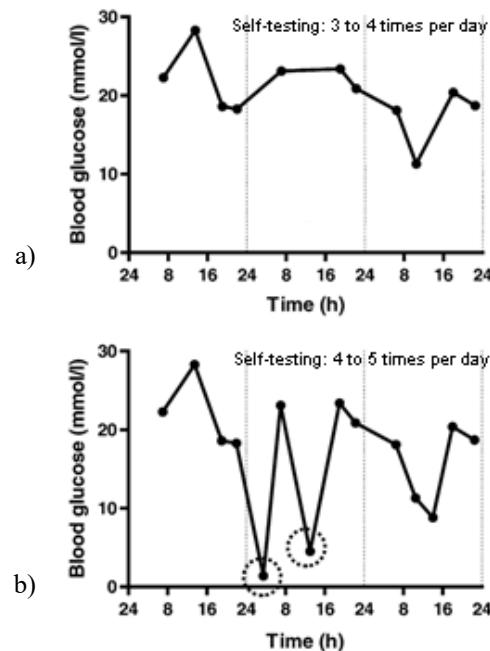 Self-testing: 3 to 4 times per day
Blood glucose (mmol/l)
30
20
10
0
24 8 16 24 8 16 24 8 16 24
Time (h)
a)
Self-testing: 4 to 5 times per day
Blood glucose (mmol/l)
30
20
10
0
24 8 16 24 8 16 24 8 16 24
Time (h)
b)